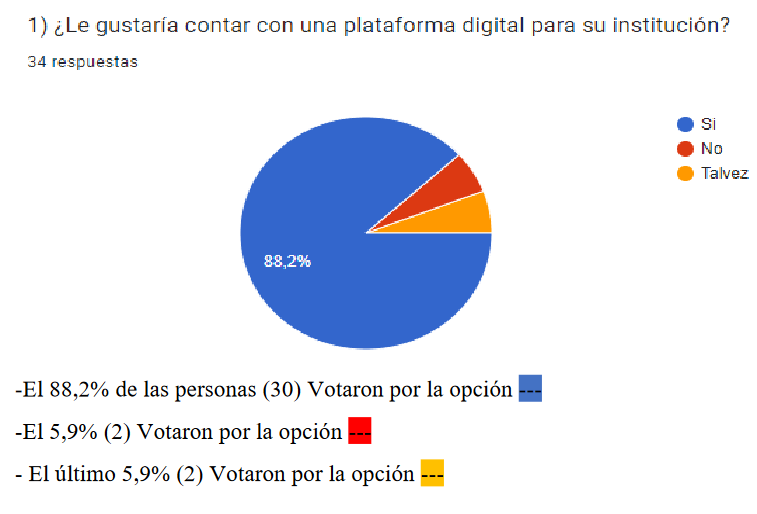 1) ¿Le gustaría contar con una plataforma digital para su institución?
34 respuestas
Si
No
Talvez
88,2%
-El 88,2% de las personas (30) Votaron por la opción ---
-El 5,9% (2) Votaron por la opción ---
- El último 5,9% (2) Votaron por la opción ---